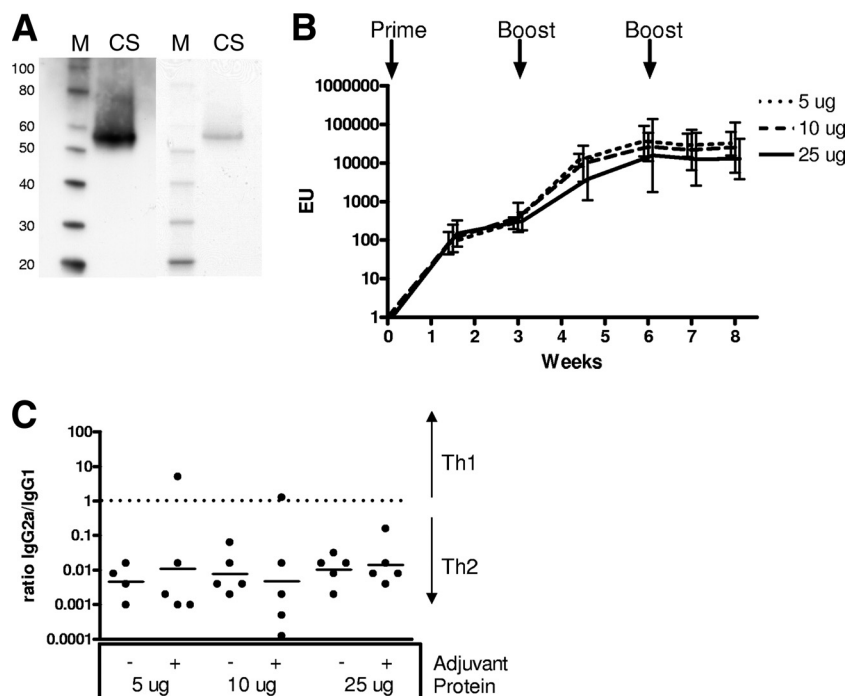 A
M CS M CS
100
80
60
50
40
30
20
B
Prime Boost Boost
1000000
100000
10000
1000
100
10
1
EU
0 1 2 3 4 5 6 7 8
Weeks
5 ug
10 ug
25 ug
C
100
10
1
0.1
0.01
0.001
0.0001
ratio IgG2a/IgG1
Th1
Th2
- + - + - + Adjuvant
5 ug 10 ug 25 ug Protein